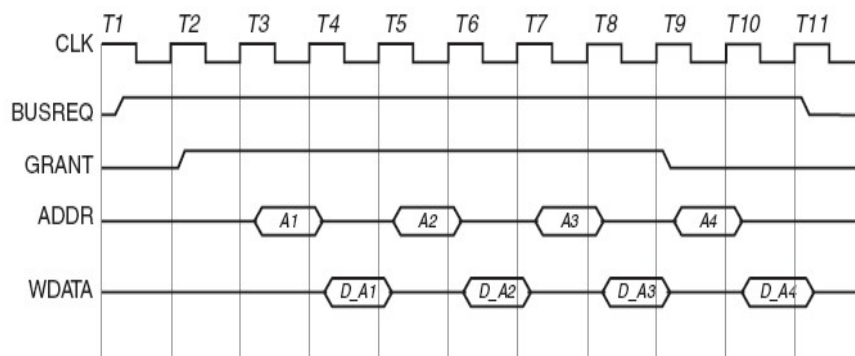 T1 T2 T3 T4 T5 T6 T7 T8 T9 T10 T11
CLK
BUSREQ
GRANT
ADDR A1 A2 A3 A4
WDATA D_A1 D_A2 D_A3 D_A4